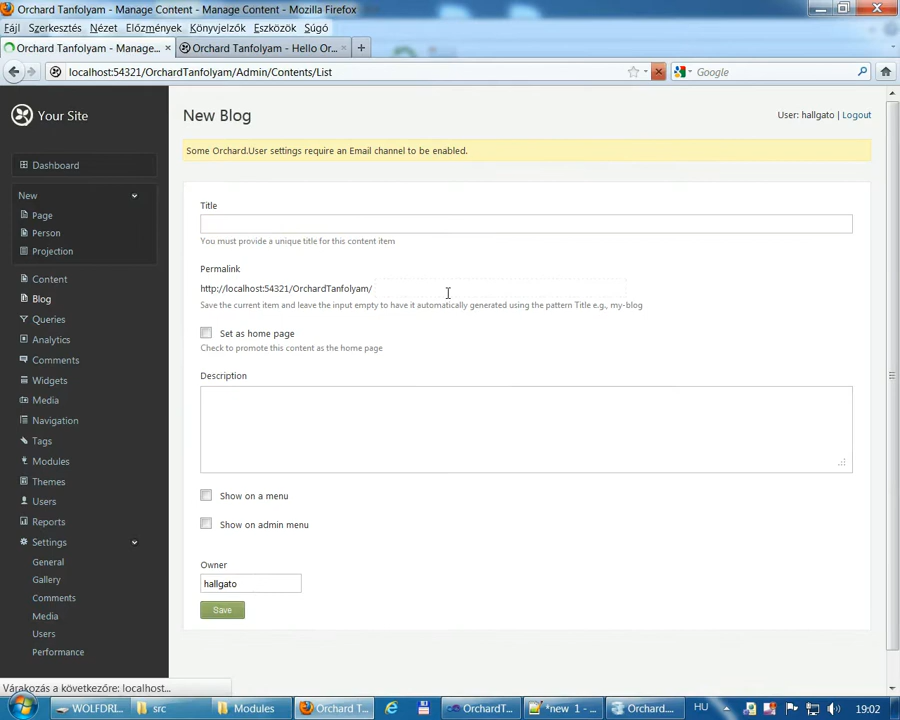 Orchard Tanfolyam - Manage Content - Manage Content - Mozilla Firefox
Fájl Szerkesztés Nézet Előzmények Könyvjelzők Eszközök Súgó
Orchard Tanfolyam - Manage... × Orchard Tanfolyam - Hello Or... × +
localhost:54321/OrchardTanfolyam/Admin/Contents/List Google
Your Site
New Blog
User: hallgato | Logout
Some Orchard.User settings require an Email channel to be enabled.
Dashboard
New
Page
Person
Projection
Content
Blog
Queries
Analytics
Comments
Widgets
Media
Navigation
Tags
Modules
Themes
Users
Reports
Settings
General
Gallery
Comments
Media
Users
Performance
Title
You must provide a unique title for this content item
Permalink
http://localhost:54321/OrchardTanfolyam/
Save the current item and leave the input empty to have it automatically generated using the pattern Title e.g., my-blog
Set as home page
Check to promote this content as the home page
Description
Show on a menu
Show on admin menu
Owner
hallgato
Save
Várakozás a következőre: localhost...
WOLFDRI... src Modules Orchard T... OrchardT... *new 1 - ... Orchard.... HU 19:02